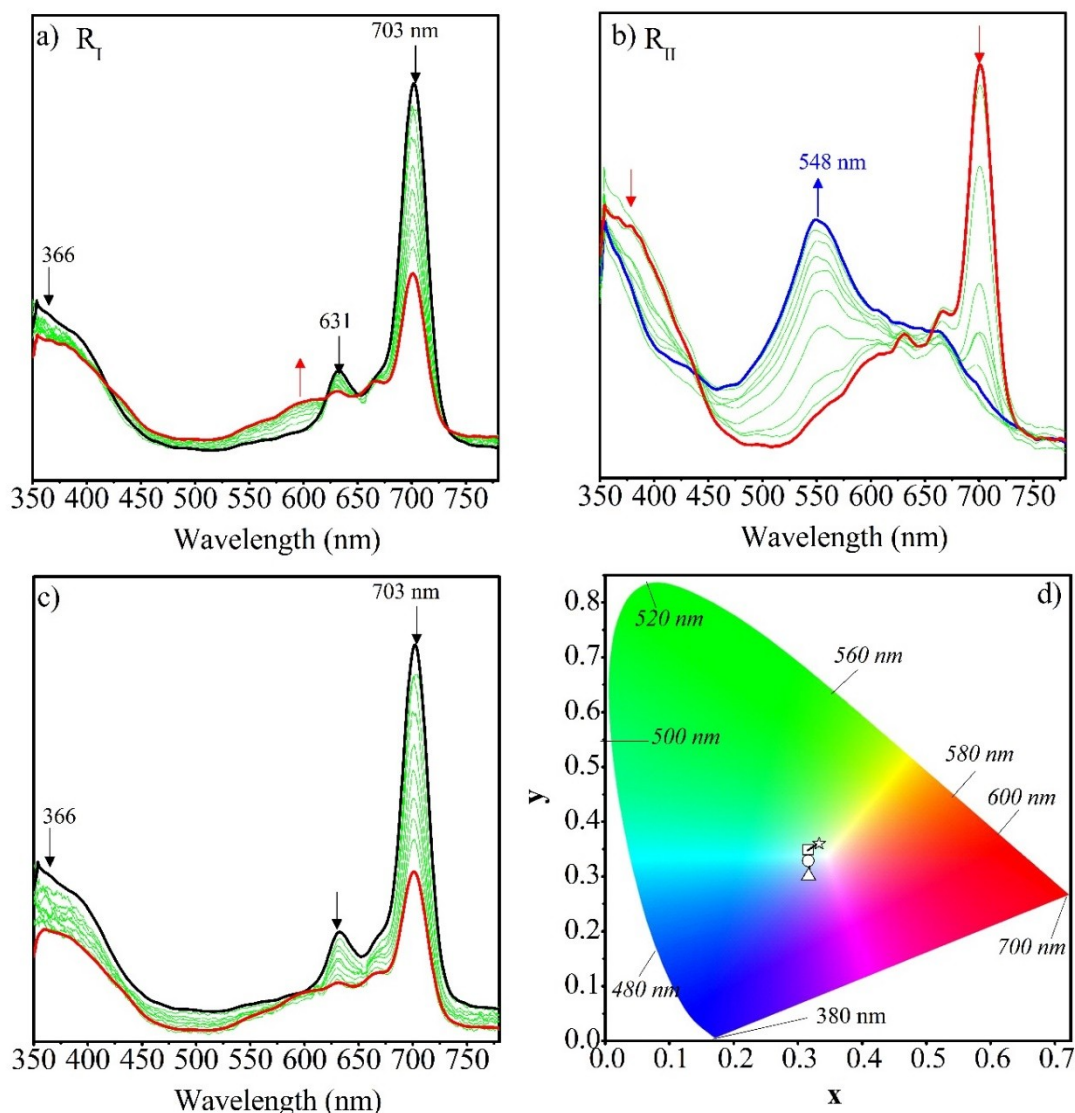 a) R_I
703 nm
366
631
350 400 450 500 550 600 650 700 750
Wavelength (nm)
b) R_II
548 nm
350 400 450 500 550 600 650 700 750
Wavelength (nm)
c)
703 nm
366
350 400 450 500 550 600 650 700 750
Wavelength (nm)
d)
0.8
0.7
0.6
0.5
0.4
0.3
0.2
0.1
0.0
y
520 nm
560 nm
500 nm
580 nm
600 nm
700 nm
480 nm
380 nm
0.0 0.1 0.2 0.3 0.4 0.5 0.6 0.7
x